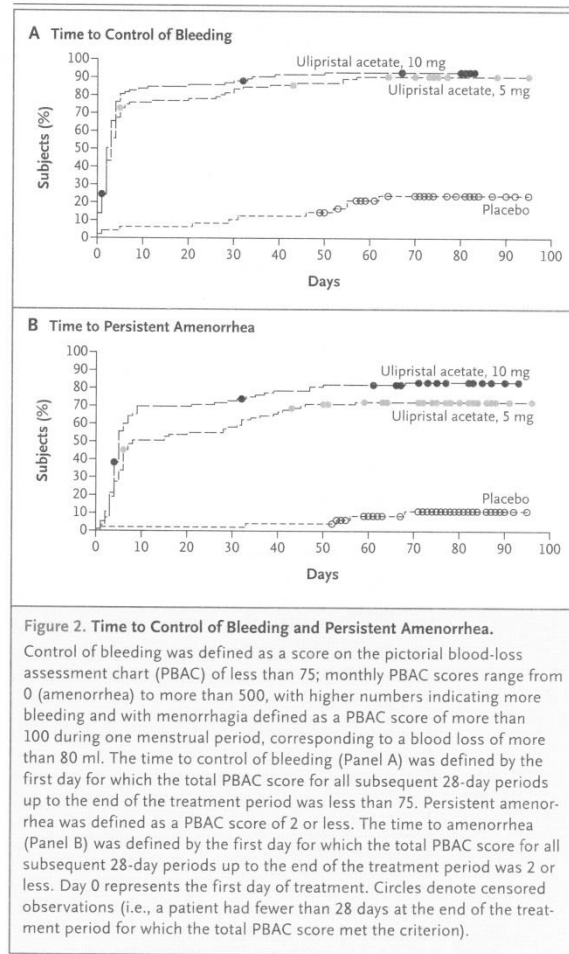 A Time to Control of Bleeding
Ulipristal acetate, 10 mg
Ulipristal acetate, 5 mg
Placebo
Subjects (%)
100
90
80
70
60
50
40
30
20
10
0
0 10 20 30 40 50 60 70 80 90 100
Days
B Time to Persistent Amenorrhea
Ulipristal acetate, 10 mg
Ulipristal acetate, 5 mg
Placebo
Subjects (%)
100
90
80
70
60
50
40
30
20
10
0
0 10 20 30 40 50 60 70 80 90 100
Days
Figure 2. Time to Control of Bleeding and Persistent Amenorrhea.
Control of bleeding was defined as a score on the pictorial blood-loss
assessment chart (PBAC) of less than 75; monthly PBAC scores range from
0 (amenorrhea) to more than 500, with higher numbers indicating more
bleeding and with menorrhagia defined as a PBAC score of more than
100 during one menstrual period, corresponding to a blood loss of more
than 80 ml. The time to control of bleeding (Panel A) was defined by the
first day for which the total PBAC score for all subsequent 28-day periods
up to the end of the treatment period was less than 75. Persistent amenor-
rhea was defined as a PBAC score of 2 or less. The time to amenorrhea
(Panel B) was defined by the first day for which the total PBAC score for all
subsequent 28-day periods up to the end of the treatment period was 2 or
less. Day 0 represents the first day of treatment. Circles denote censored
observations (i.e., a patient had fewer than 28 days at the end of the treat-
ment period for which the total PBAC score met the criterion).